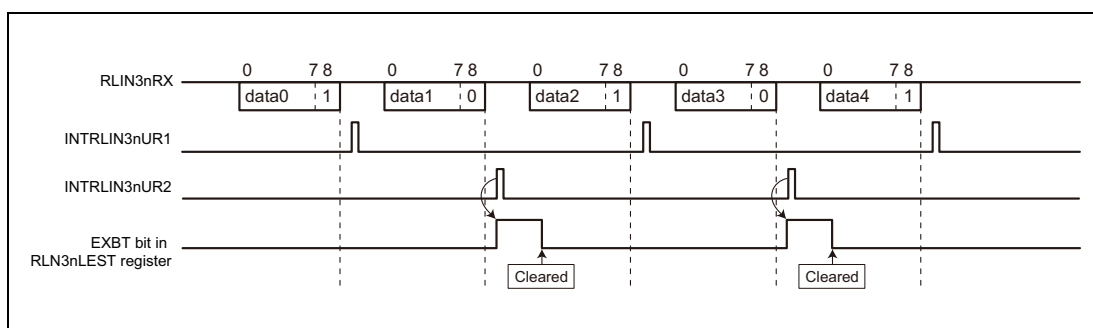 0 7 8 0 7 8 0 7 8 0 7 8 0 7 8
RLIN3nRX
data0 1 data1 0 data2 1 data3 0 data4 1
INTRLIN3nUR1
INTRLIN3nUR2
EXBT bit in
RLN3nLEST register
Cleared Cleared